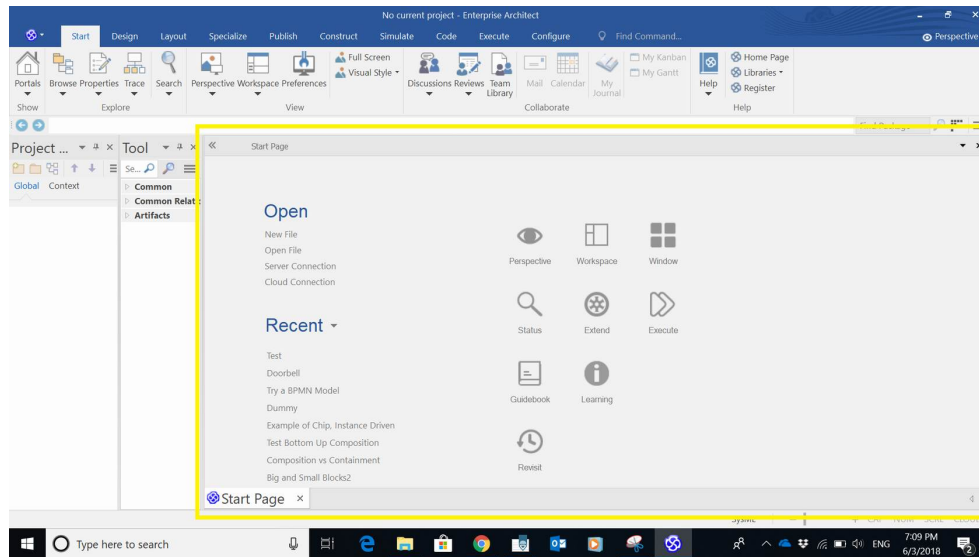 No current project - Enterprise Architect
Start Design Layout Specialize Publish Construct Simulate Code Execute Configure Find Command... Perspective
Portals Browse Properties Trace Search Perspective Workspace Preferences Full Screen Visual Style Discussions Reviews Team Library Mail Calendar My Journal My Kanban My Gantt Help Home Page Libraries Register
Show Explore View Collaborate Help
Project ... Tool Start Page
Se...
Global Context
Common
Common Relat
Artifacts
Open
New File
Open File
Server Connection
Cloud Connection
Recent
Test
Doorbell
Try a BPMN Model
Dummy
Example of Chip, Instance Driven
Test Bottom Up Composition
Composition vs Containment
Big and Small Blocks2
Perspective Workspace Window
Status Extend Execute
Guidebook Learning
Revisit
Start Page
4
Type here to search
ENG
7:09 PM
6/3/2018